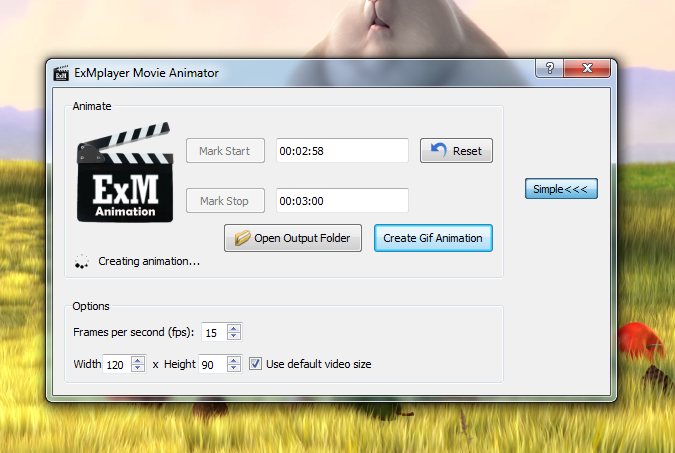 ExM ExMplayer Movie Animator ?
Animate
Mark Start 00:02:58 Reset
ExM
Animation
Mark Stop 00:03:00
Simple<<<
Open Output Folder Create Gif Animation
Creating animation...
Options
Frames per second (fps): 15
Width 120 x Height 90 Use default video size